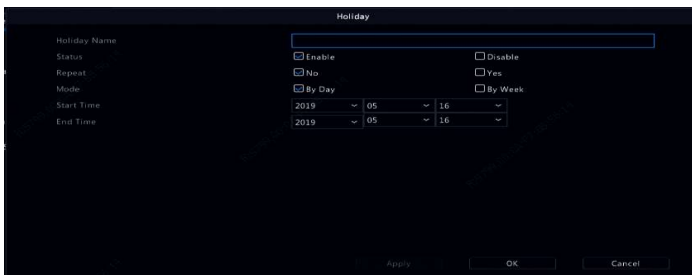 Holiday
Holiday Name
Status Enable Disable
Repeat No Yes
Mode By Day By Week
Start Time 2019 05 16
End Time 2019 05 16
Apply OK Cancel